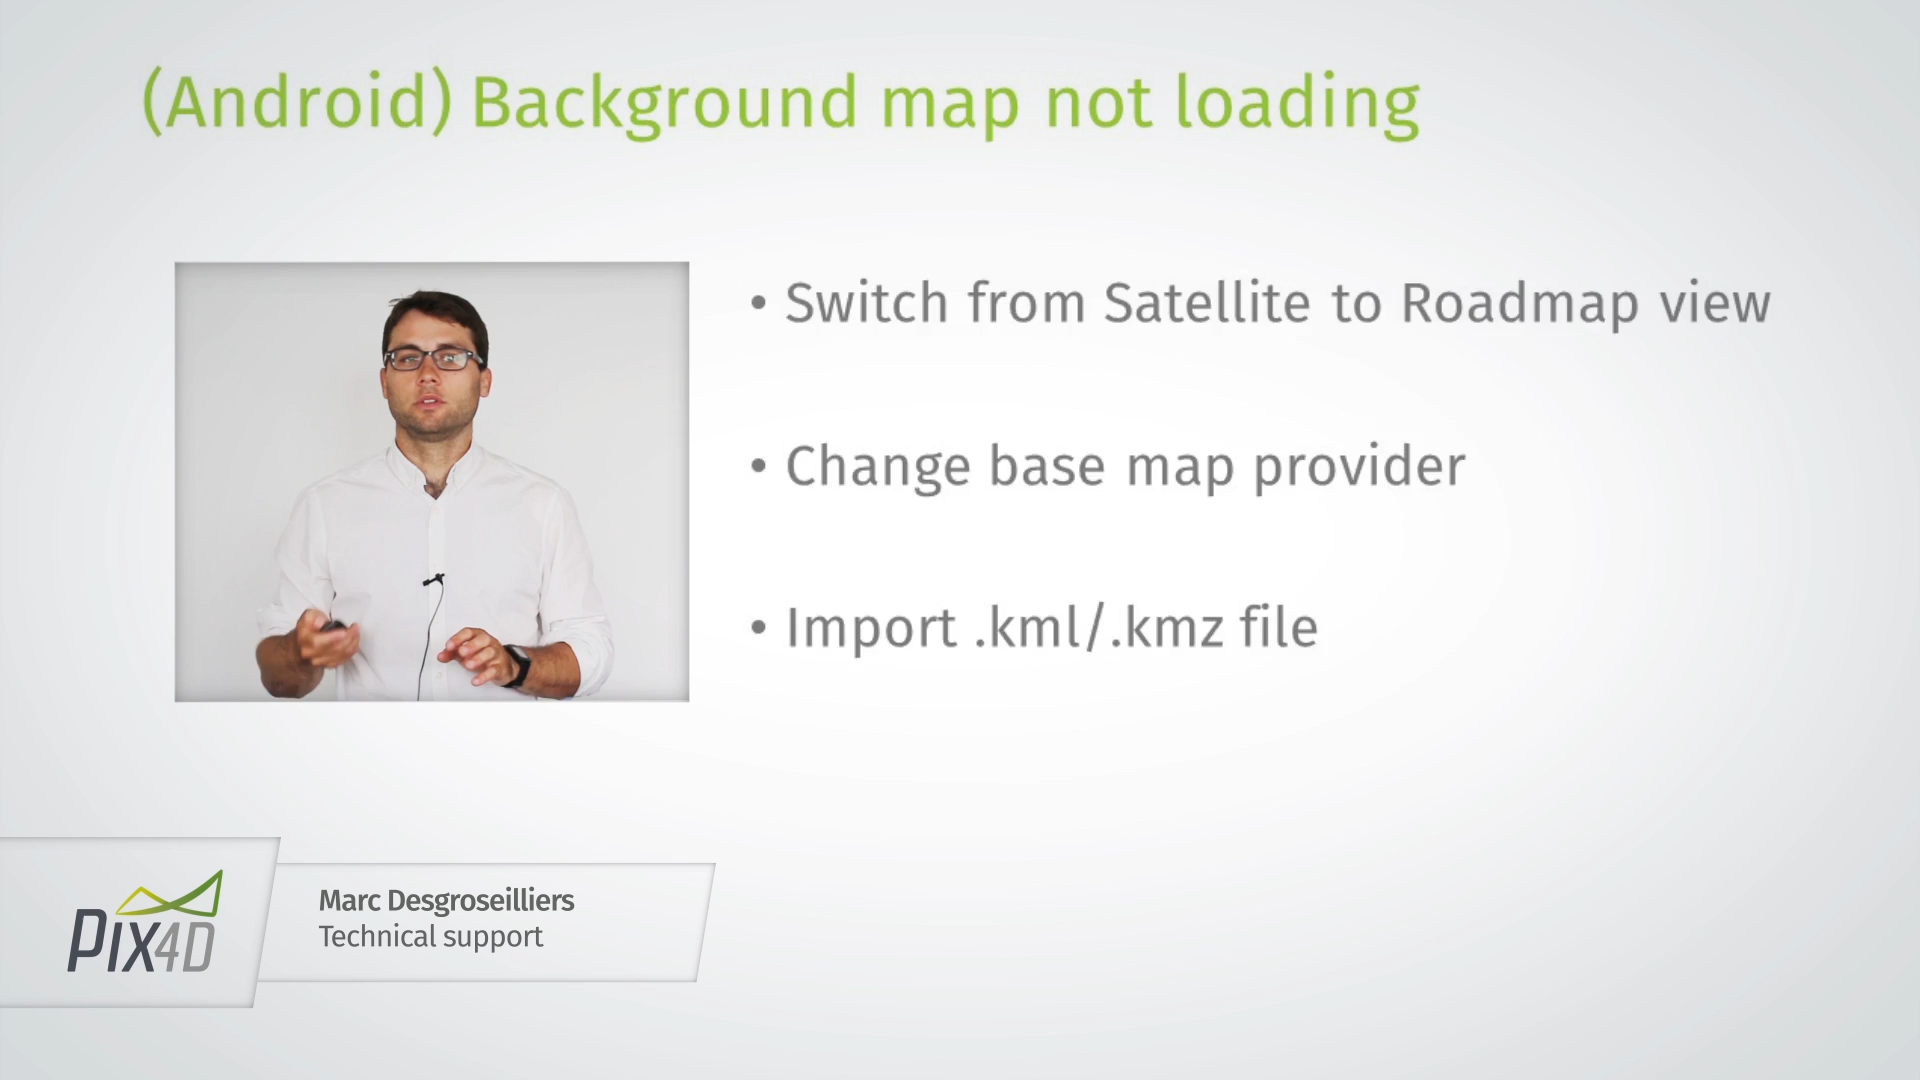 (Android) Background map not loading
• Switch from Satellite to Roadmap view
• Change base map provider
• Import .kml/.kmz file
PIX4D
Marc Desgroseilliers
Technical support